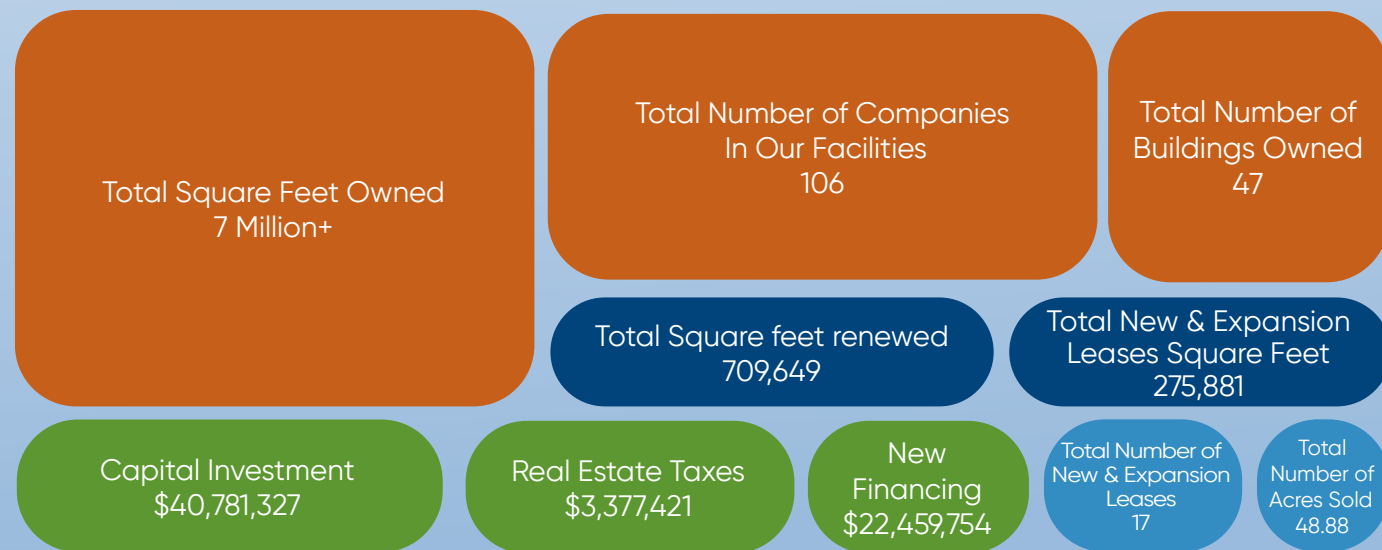 Total Square Feet Owned
7 Million+
Total Number of Companies
In Our Facilities
106
Total Number of
Buildings Owned
47
Total Square feet renewed
709,649
Total New & Expansion
Leases Square Feet
275,881
Capital Investment
$40,781,327
Real Estate Taxes
$3,377,421
New
Financing
$22,459,754
Total Number of
New & Expansion
Leases
17
Total
Number of
Acres Sold
48.88